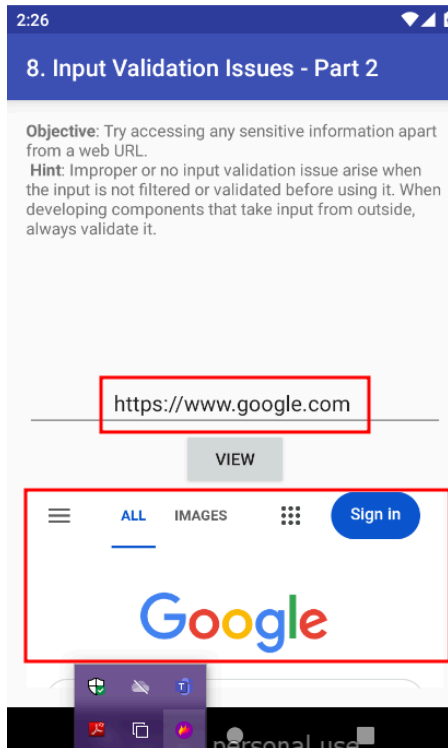 2:26
8. Input Validation Issues - Part 2
Objective: Try accessing any sensitive information apart
from a web URL.
Hint: Improper or no input validation issue arise when
the input is not filtered or validated before using it. When
developing components that take input from outside,
always validate it.
https://www.google.com
VIEW
ALL IMAGES Sign in
Google
personal use